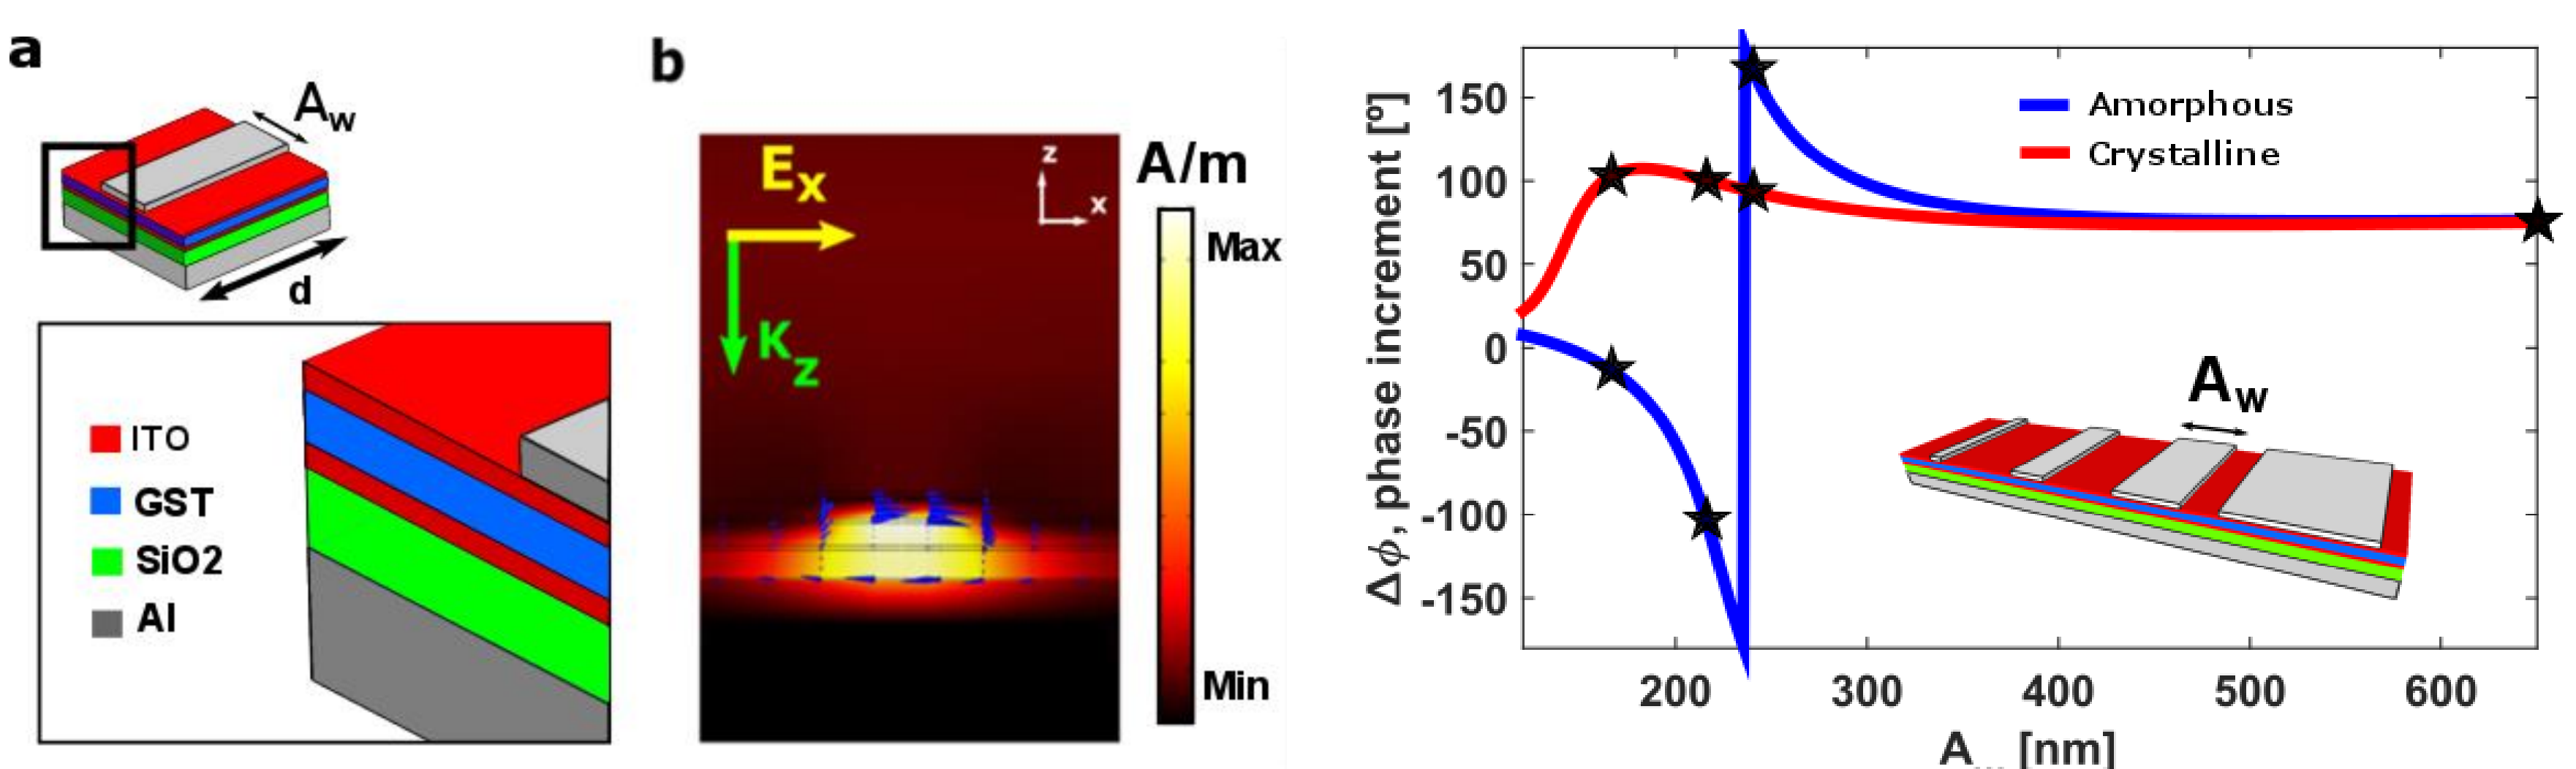 a
A_w
d
ITO
GST
SiO2
Al
b
E_x
K_z
z
x
A/m
Max
Min
Δϕ, phase increment [º]
150
100
50
0
-50
-100
-150
Amorphous
Crystalline
A_w
200 300 400 500 600
A [nm]